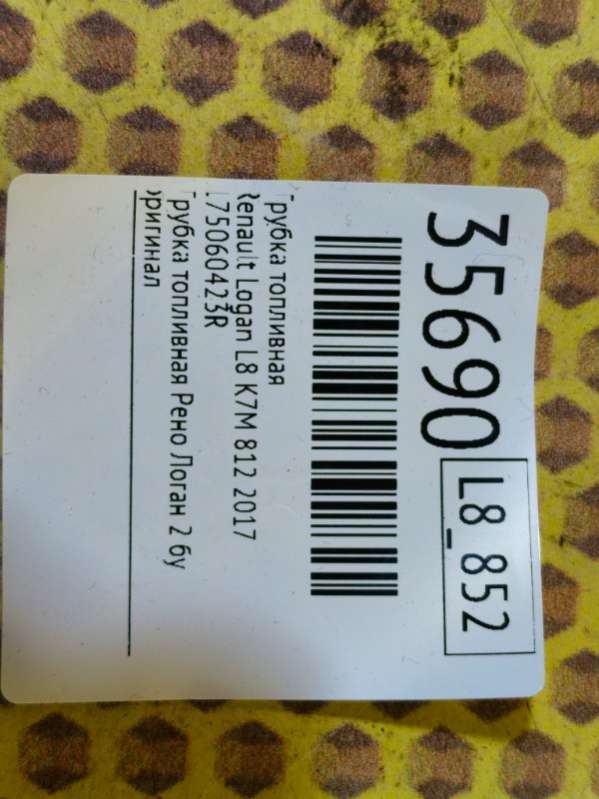 35690 L8_852
Трубка топливная
Renault Logan L8 K7M 812 2017
175060423R
Трубка топливная Рено Логан 2 бу
оригинал